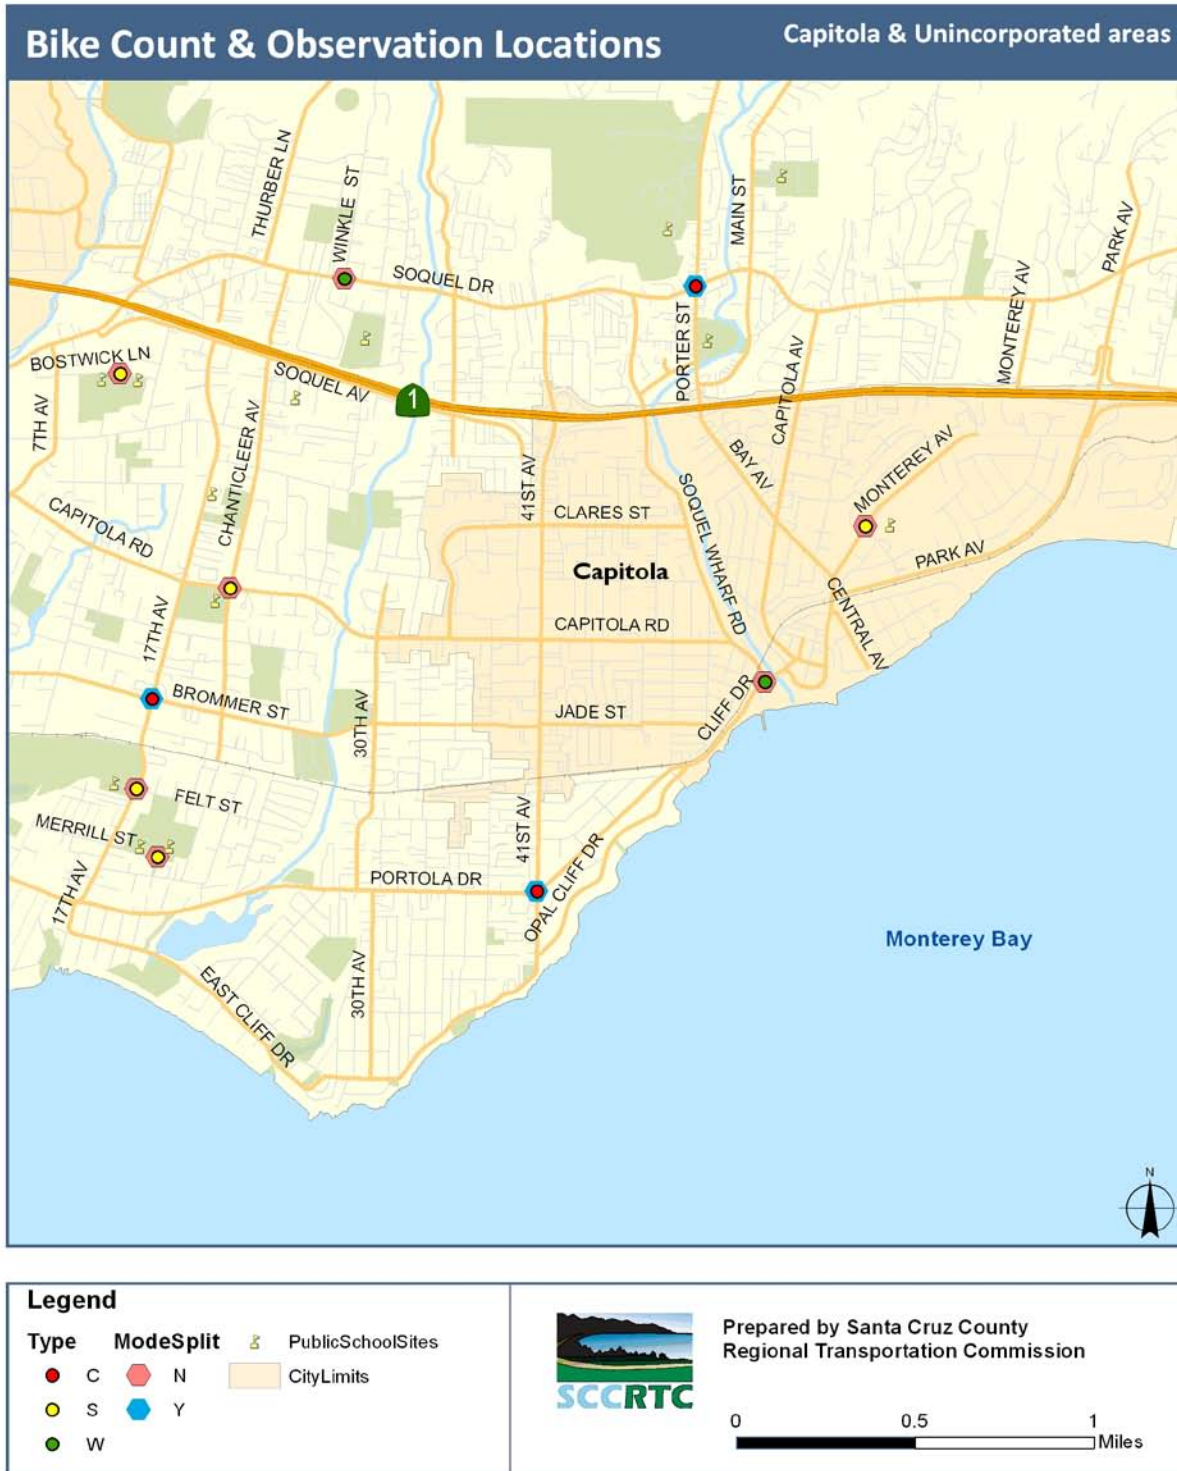 Bike Count & Observation Locations
Capitola & Unincorporated areas
THURBER LN
WINKLE ST
MAIN ST
PARK AV
SOQUEL DR
MONTEREY AV
PORTER ST
BOSTWICK LN
SOQUEL AV
1
CAPITOLA AV
7TH AV
CHANTICLEER AV
BAY AV
MONTEREY AV
41ST AV
CLARES ST
SOQUEL WHARF RD
CAPITOLA RD
Capitola
PARK AV
CENTRAL AV
17TH AV
CAPITOLA RD
BROMMER ST
30TH AV
JADE ST
CLIFF DR
FELT ST
MERRILL ST
41ST AV
OPAL CLIFF DR
PORTOLA DR
17TH AV
Monterey Bay
30TH AV
EAST CLIFF DR
N
Legend
Type ModeSplit PublicSchoolSites
C N CityLimits
S Y
W
SCCRTC
Prepared by Santa Cruz County
Regional Transportation Commission
0 0.5 1
Miles